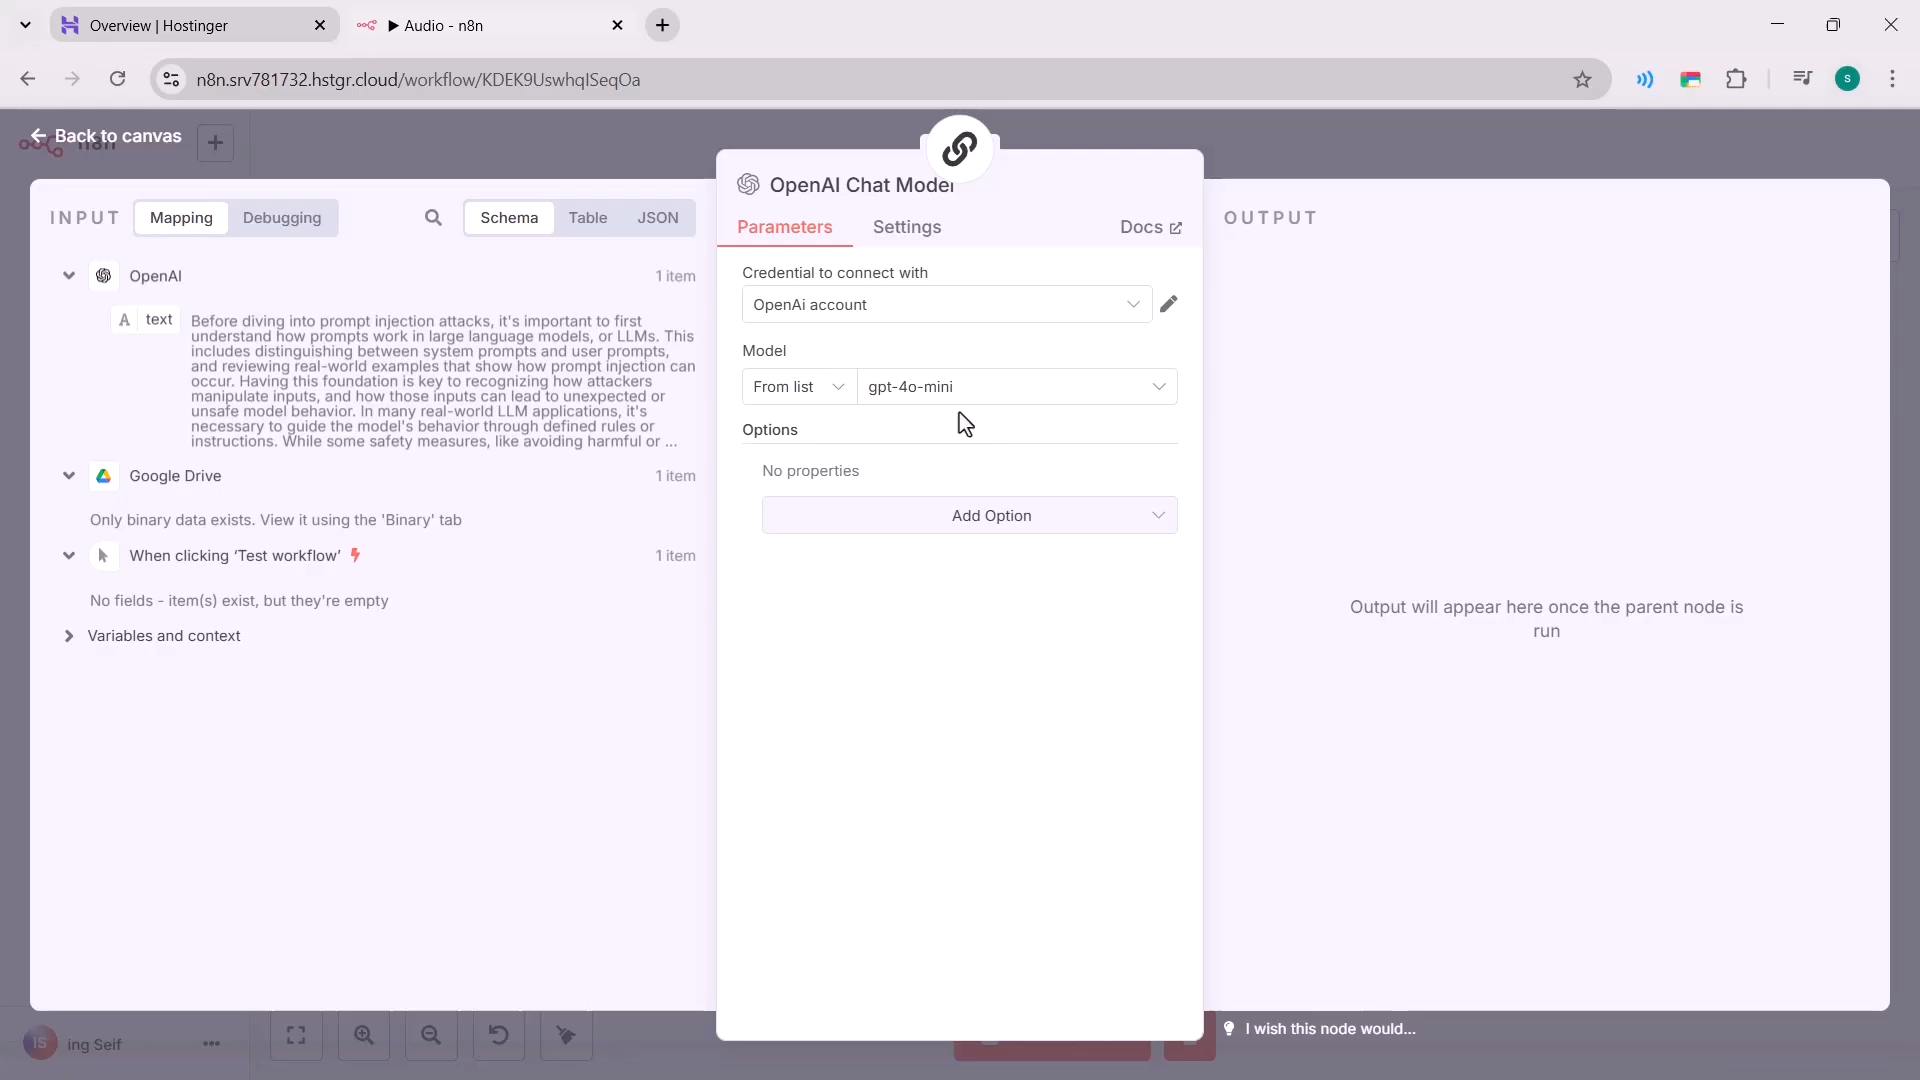 Overview | Hostinger
▶ Audio - n8n
n8n.srv781732.hstgr.cloud/workflow/KDEK9UswhqlSeqOa
S
← Back to canvas
n8n
OpenAI Chat Model
INPUT
Mapping
Debugging
Schema
Table
JSON
Parameters
Settings
Docs
OUTPUT
OpenAI
1 item
A text
Before diving into prompt injection attacks, it's important to first
understand how prompts work in large language models, or LLMs. This
includes distinguishing between system prompts and user prompts,
and reviewing real-world examples that show how prompt injection can
occur. Having this foundation is key to recognizing how attackers
manipulate inputs, and how those inputs can lead to unexpected or
unsafe model behavior. In many real-world LLM applications, it's
necessary to guide the model's behavior through defined rules or
instructions. While some safety measures, like avoiding harmful or ...
Google Drive
1 item
Only binary data exists. View it using the 'Binary' tab
When clicking ‘Test workflow’
1 item
No fields - item(s) exist, but they're empty
Variables and context
Credential to connect with
OpenAi account
Model
From list
gpt-4o-mini
Options
No properties
Add Option
Output will appear here once the parent node is
run
IS
ing Seif
I wish this node would...